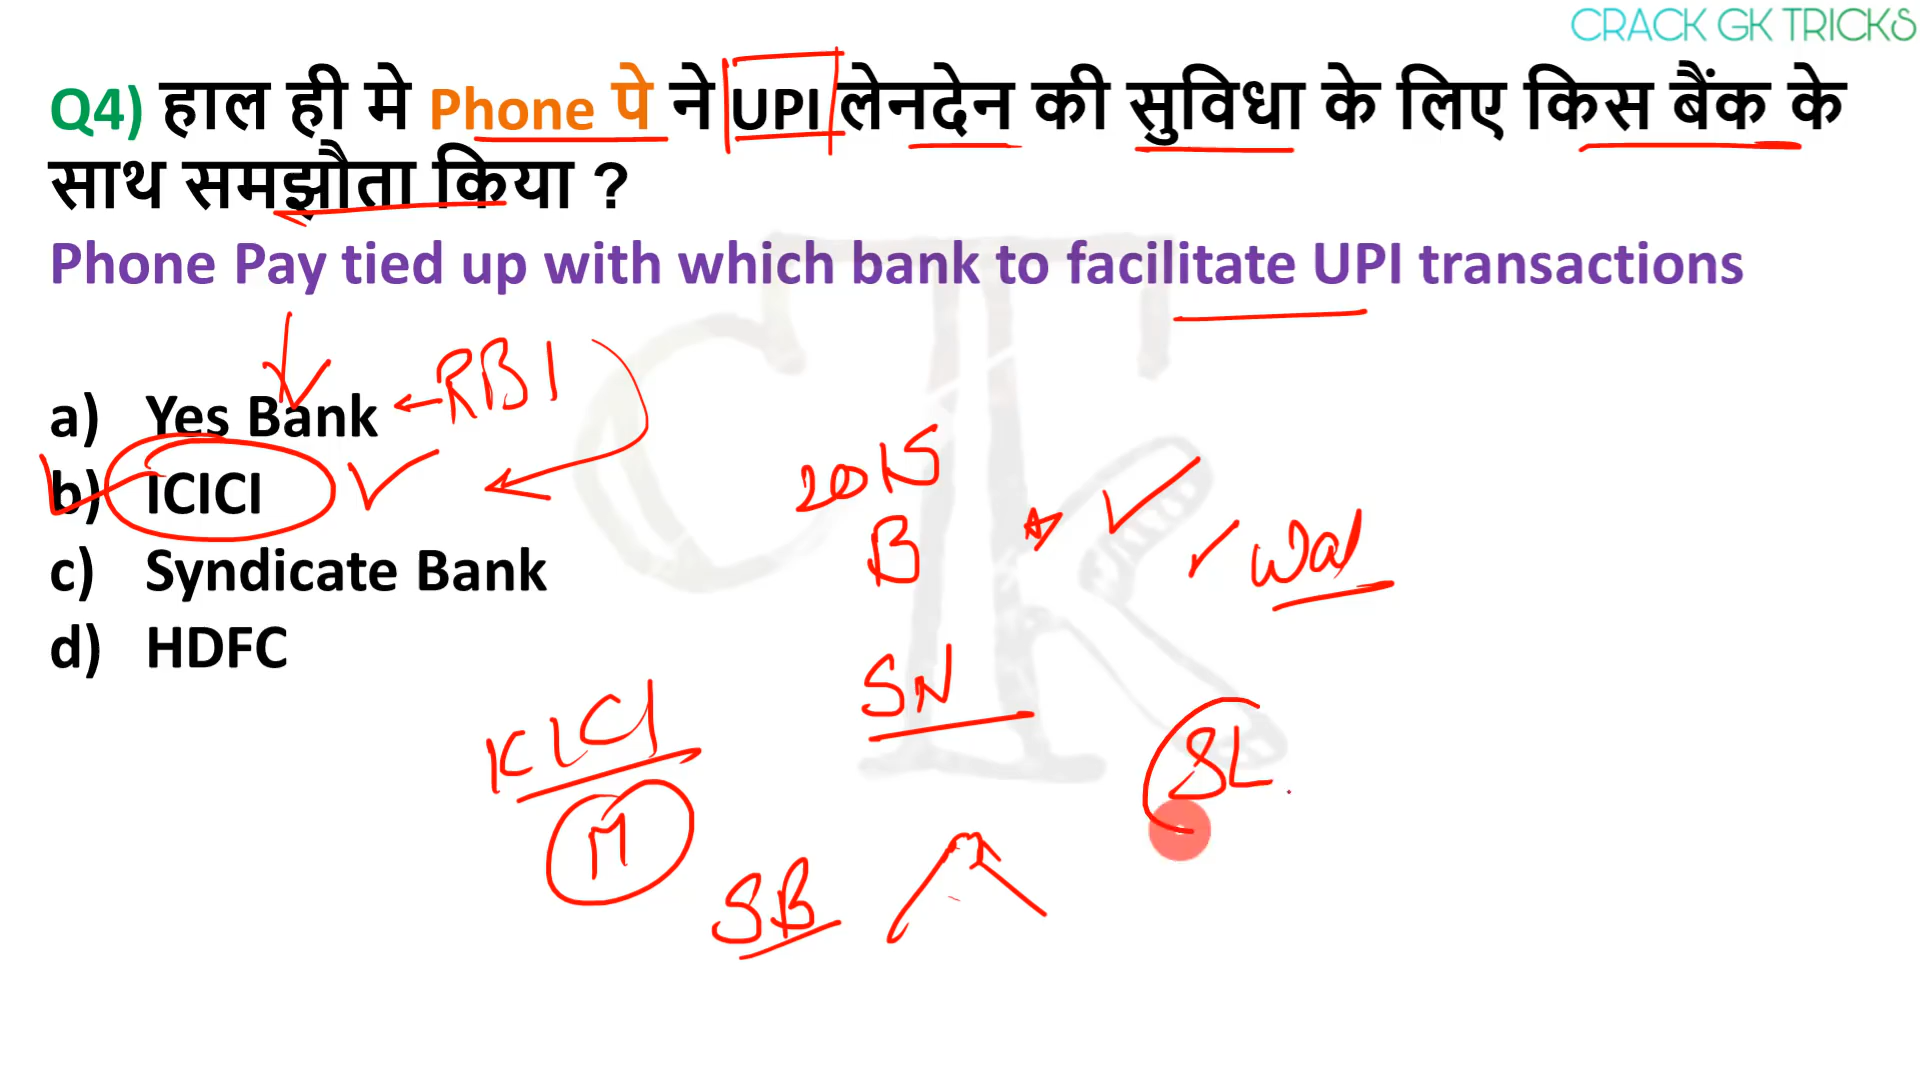 CRACK GK TRICKS
Q4) हाल ही मे Phone पे ने UPI लेनदेन की सुविधा के लिए किस बैंक के
साथ समझौता किया ?
Phone Pay tied up with which bank to facilitate UPI transactions
a) Yes Bank ←RBI
b) ICICI
c) Syndicate Bank
d) HDFC
2015
B
Wal
SN
ICICI
M
SL
SB